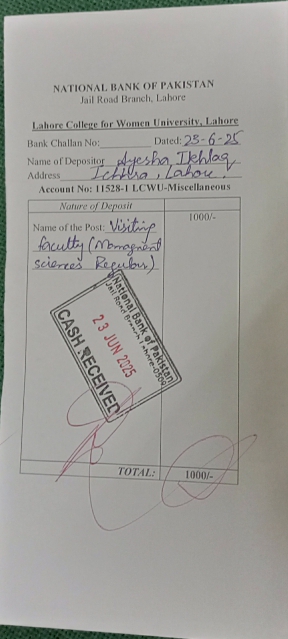 NATIONAL BANK OF PAKISTAN
Jail Road Branch, Lahore
Lahore College for Women University, Lahore
Bank Challan No: Dated: 23-6-25
Name of Depositor Ayesha Ikhlaq
Address Ichhra, Lahore.
Account No: 11528-1 LCWU-Miscellaneous
Nature of Deposit
Name of the Post: Visiting 1000/-
faculty (Management
sciences Regular)
National Bank of Pakistan
Jail Road Branch Lahore-0509
23 JUN 2025
CASH RECEIVED
TOTAL: 1000/-